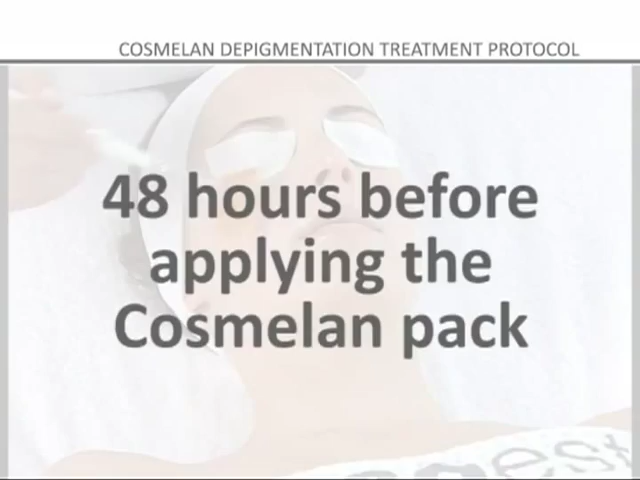 COSMELAN DEPIGMENTATION TREATMENT PROTOCOL
48 hours before
applying the
Cosmelan pack